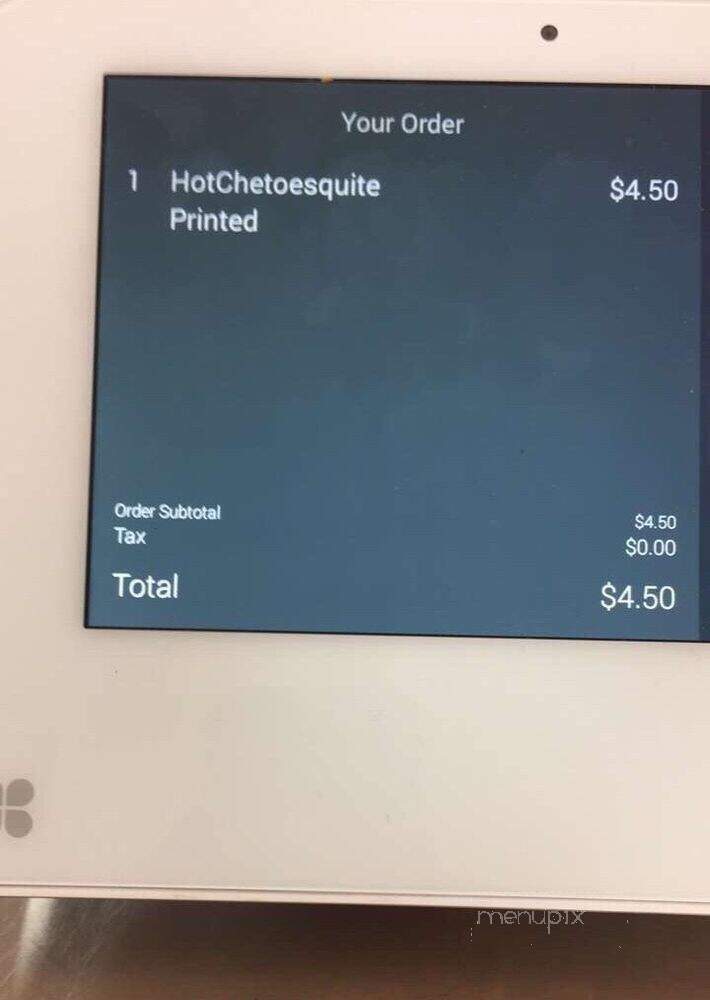 Your Order
1 HotChetoesquite $4.50
Printed
Order Subtotal $4.50
Tax $0.00
Total $4.50
menupix